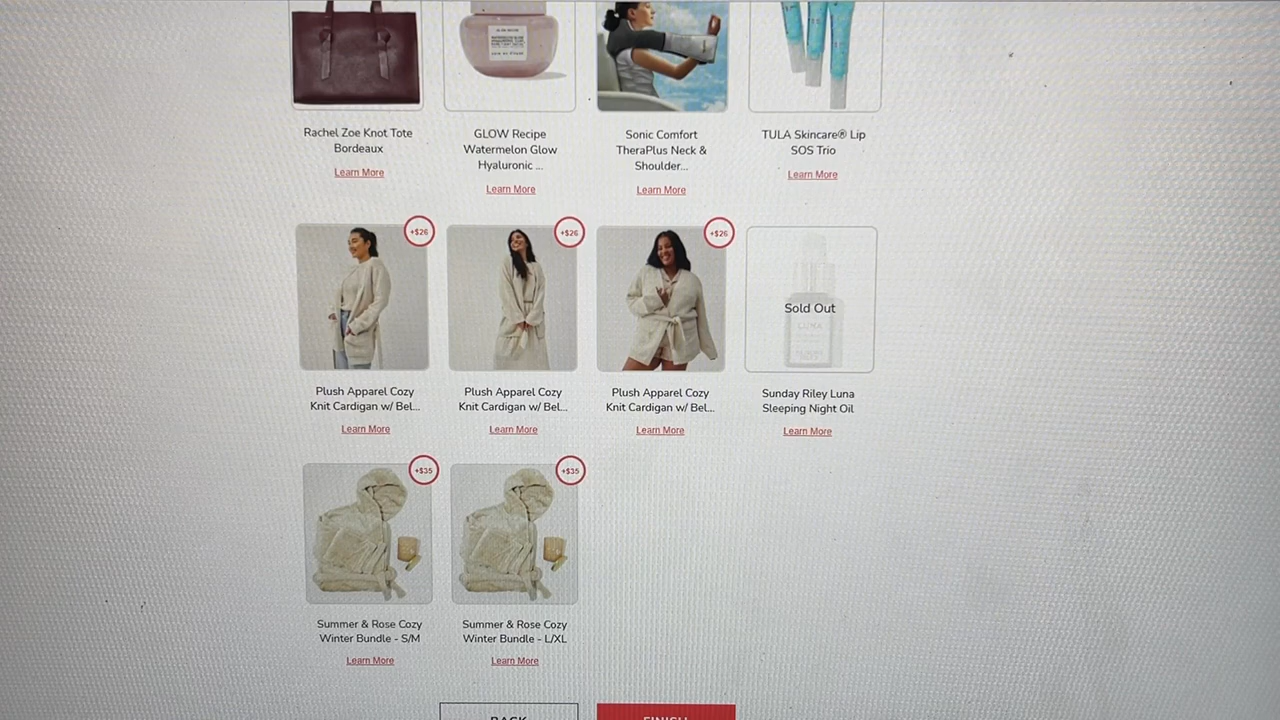 Rachel Zoe Knot Tote
Bordeaux
Learn More
GLOW Recipe
Watermelon Glow
Hyaluronic ...
Learn More
Sonic Comfort
TheraPlus Neck &
Shoulder...
Learn More
TULA Skincare® Lip
SOS Trio
Learn More
+$26
Plush Apparel Cozy
Knit Cardigan w/ Bel...
Learn More
+$26
Plush Apparel Cozy
Knit Cardigan w/ Bel...
Learn More
+$26
Plush Apparel Cozy
Knit Cardigan w/ Bel...
Learn More
Sold Out
LUNA
Sunday Riley Luna
Sleeping Night Oil
Learn More
+$35
Summer & Rose Cozy
Winter Bundle - S/M
Learn More
+$35
Summer & Rose Cozy
Winter Bundle - L/XL
Learn More
BACK
FINISH